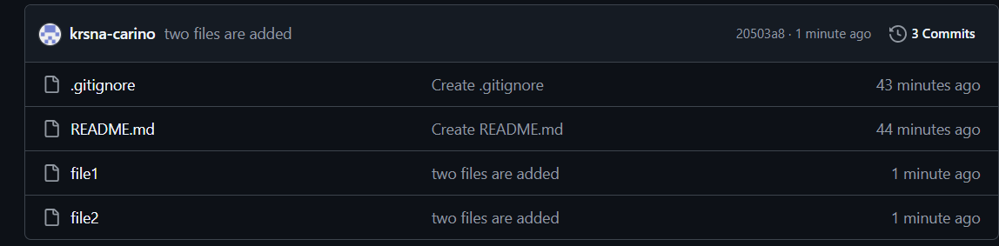 krsna-carino two files are added 20503a8 · 1 minute ago 3 Commits
.gitignore Create .gitignore 43 minutes ago
README.md Create README.md 44 minutes ago
file1 two files are added 1 minute ago
file2 two files are added 1 minute ago